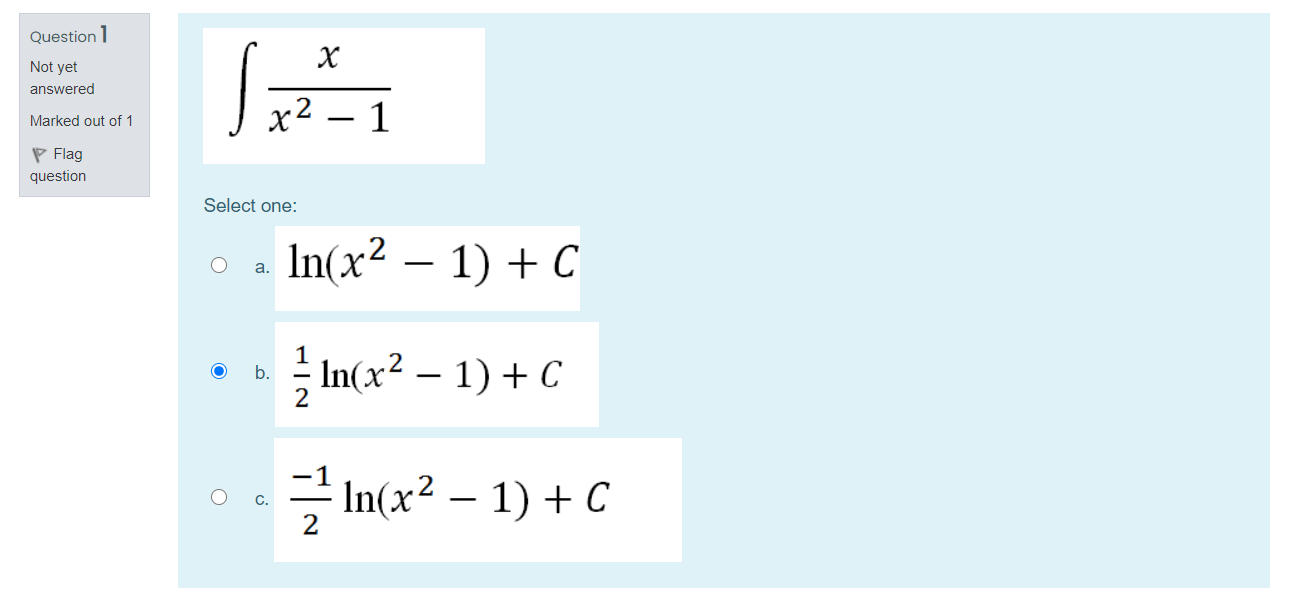 Question 1
Not yet
answered
Marked out of 1
Flag
question
∫ x / (x² − 1)
Select one:
a. ln(x² − 1) + C
b. 1/2 ln(x² − 1) + C
c. −1/2 ln(x² − 1) + C